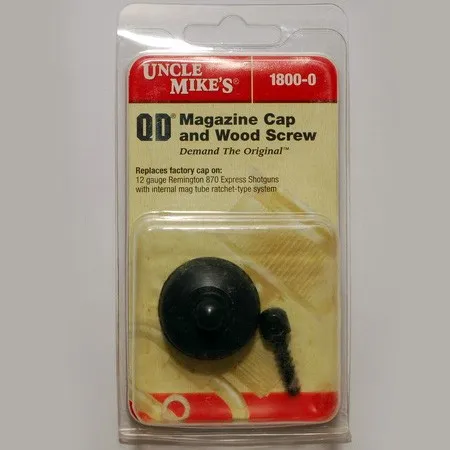 UNCLE
MIKE'S®
1800-0
QD® Magazine Cap
and Wood Screw
Demand The Original™
Replaces factory cap on:
12 gauge Remington 870 Express Shotguns
with internal mag tube ratchet-type system